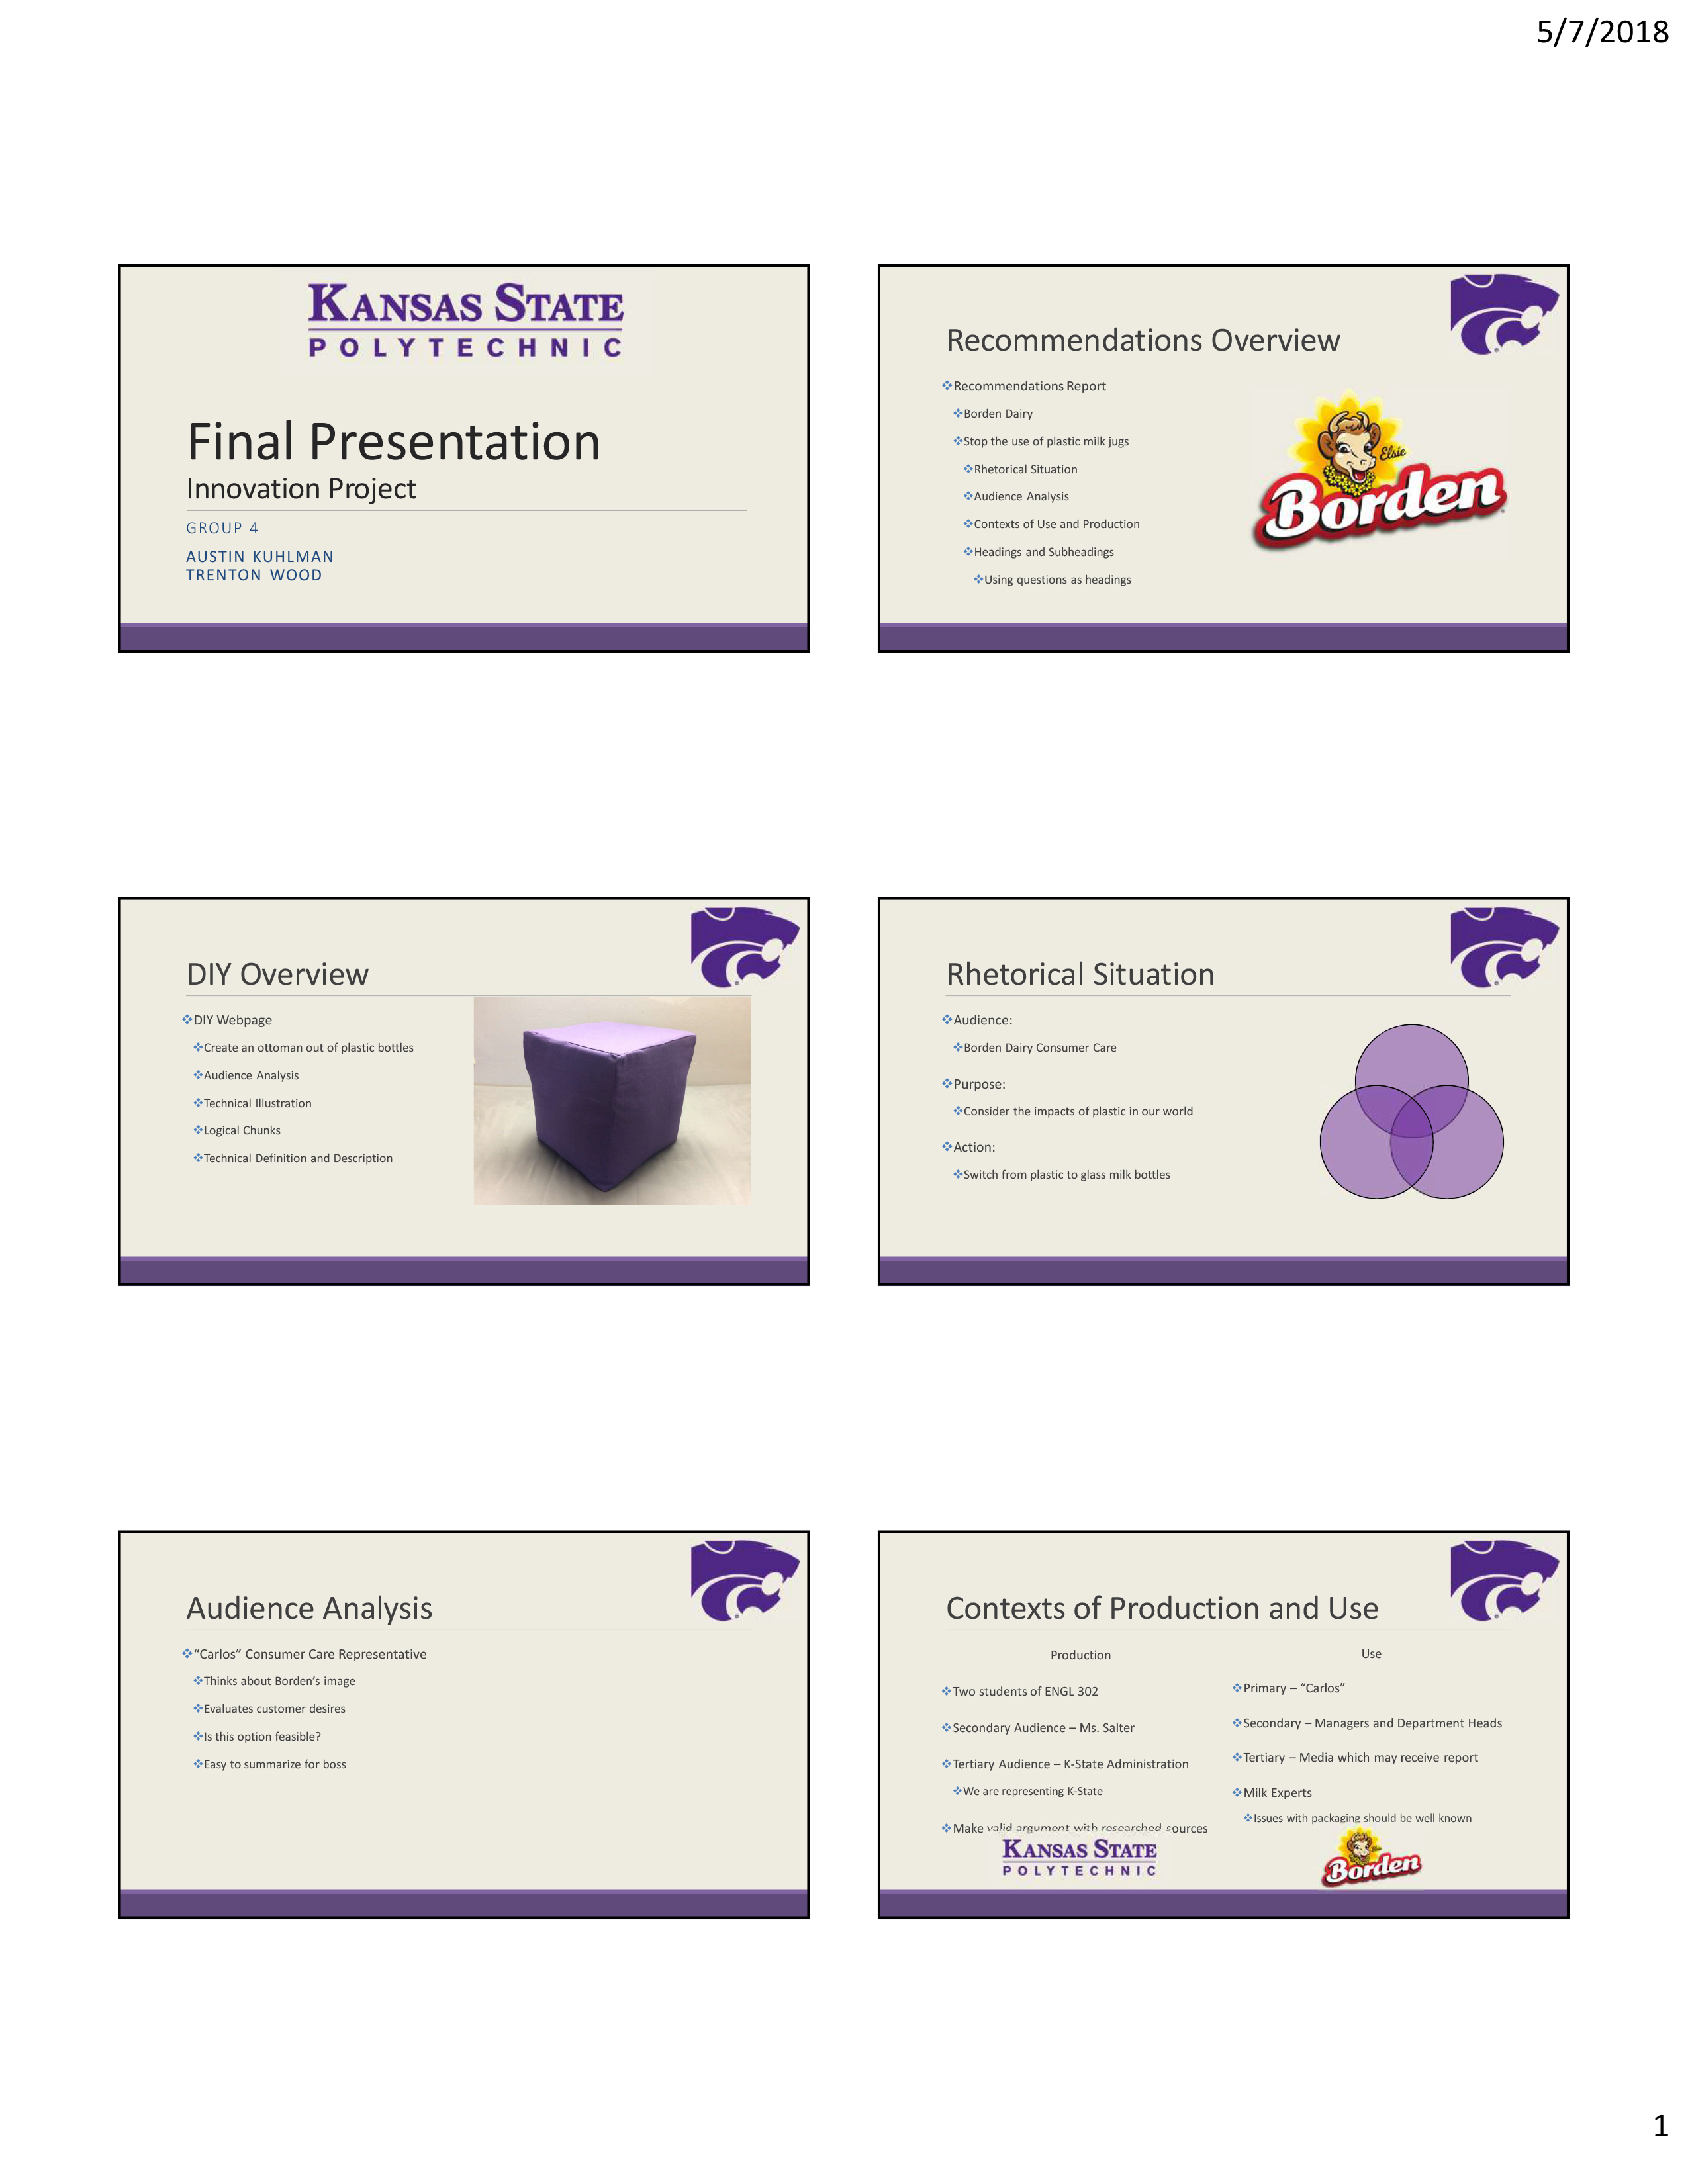 5/7/2018
KANSAS STATE
POLYTECHNIC
Final Presentation
Innovation Project
GROUP 4
AUSTIN KUHLMAN
TRENTON WOOD
Recommendations Overview
❖Recommendations Report
❖Borden Dairy
❖Stop the use of plastic milk jugs
❖Rhetorical Situation
❖Audience Analysis
❖Contexts of Use and Production
❖Headings and Subheadings
❖Using questions as headings
Elsie
Borden
DIY Overview
❖DIY Webpage
❖Create an ottoman out of plastic bottles
❖Audience Analysis
❖Technical Illustration
❖Logical Chunks
❖Technical Definition and Description
Rhetorical Situation
❖Audience:
❖Borden Dairy Consumer Care
❖Purpose:
❖Consider the impacts of plastic in our world
❖Action:
❖Switch from plastic to glass milk bottles
Audience Analysis
❖“Carlos” Consumer Care Representative
❖Thinks about Borden’s image
❖Evaluates customer desires
❖Is this option feasible?
❖Easy to summarize for boss
Contexts of Production and Use
Production
❖Two students of ENGL 302
❖Secondary Audience – Ms. Salter
❖Tertiary Audience – K-State Administration
❖We are representing K-State
❖Make valid argument with researched sources
KANSAS STATE
POLYTECHNIC
Use
❖Primary – “Carlos”
❖Secondary – Managers and Department Heads
❖Tertiary – Media which may receive report
❖Milk Experts
❖Issues with packaging should be well known
Borden
1